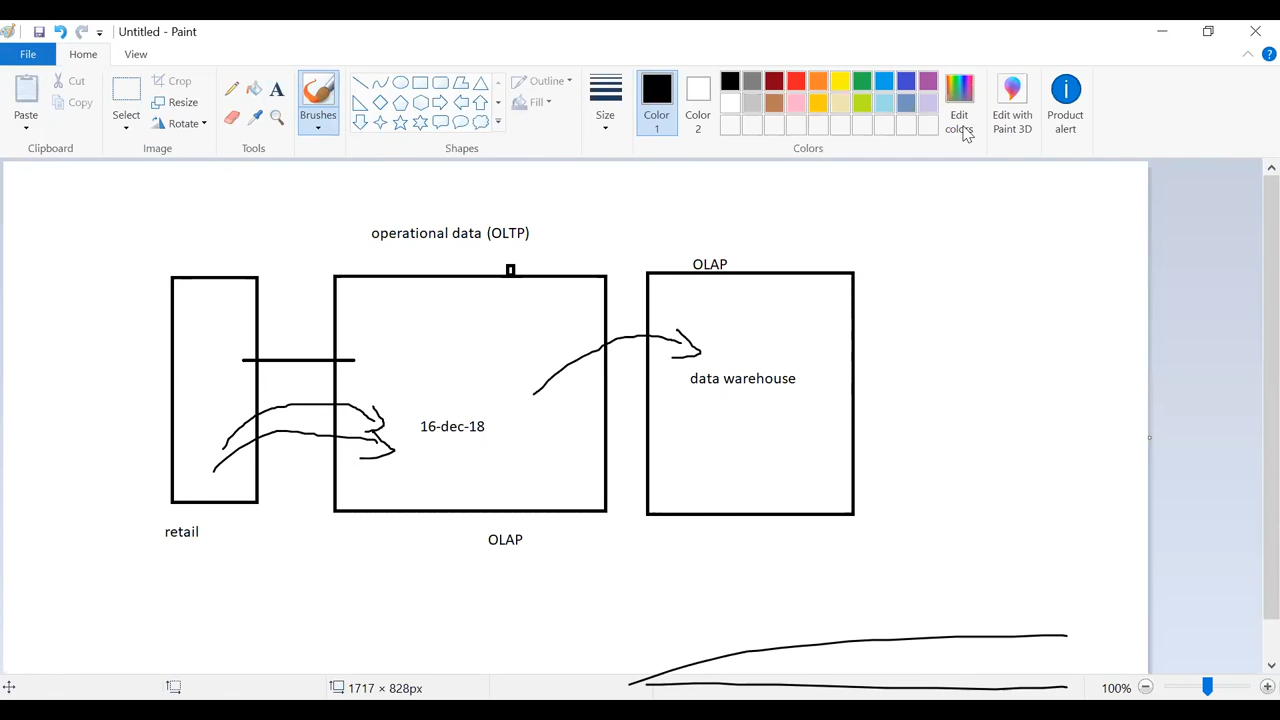 Untitled - Paint
File
Home
View
Paste
Cut
Copy
Clipboard
Select
Crop
Resize
Rotate
Image
A
Tools
Brushes
Shapes
Outline
Fill
Size
Color 1
Color 2
Edit colors
Colors
Edit with Paint 3D
Product alert
operational data (OLTP)
OLAP
data warehouse
16-dec-18
retail
OLAP
1717 × 828px
100%